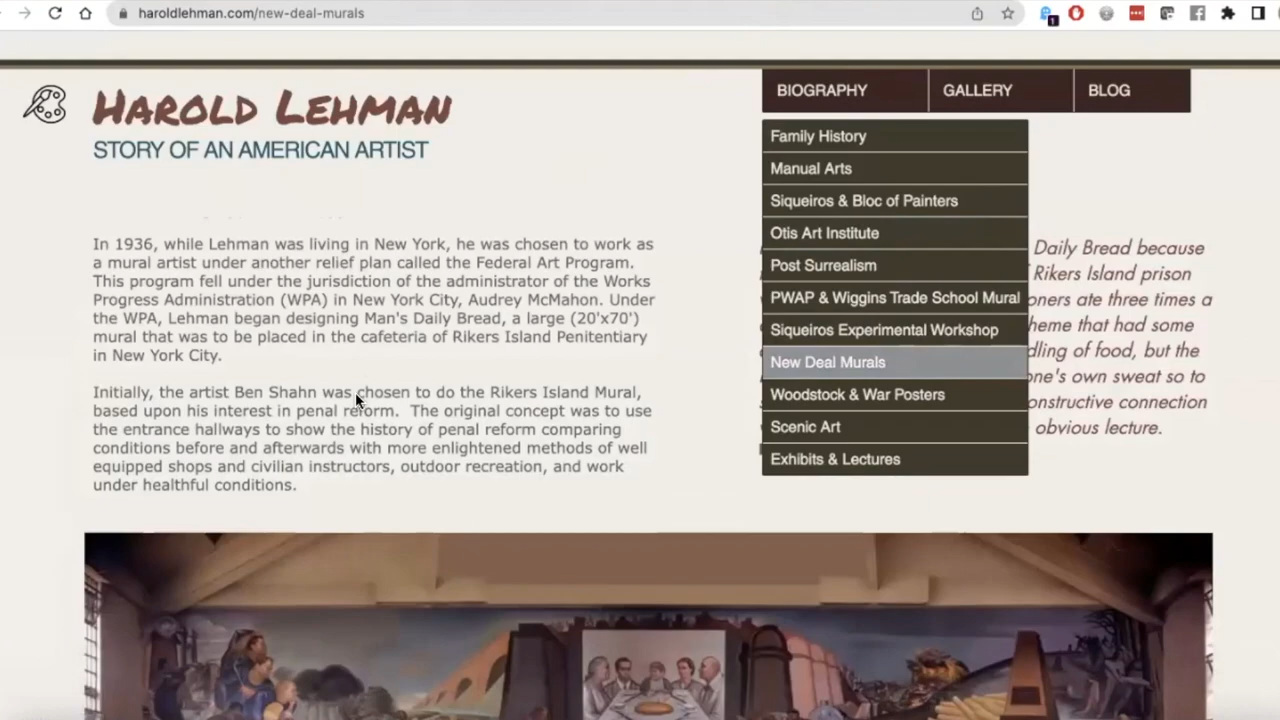 haroldlehman.com/new-deal-murals
1
HAROLD LEHMAN
STORY OF AN AMERICAN ARTIST
BIOGRAPHY
GALLERY
BLOG
Family History
Manual Arts
Siqueiros & Bloc of Painters
Otis Art Institute
Post Surrealism
PWAP & Wiggins Trade School Mural
Siqueiros Experimental Workshop
New Deal Murals
Woodstock & War Posters
Scenic Art
Exhibits & Lectures
In 1936, while Lehman was living in New York, he was chosen to work as
a mural artist under another relief plan called the Federal Art Program.
This program fell under the jurisdiction of the administrator of the Works
Progress Administration (WPA) in New York City, Audrey McMahon. Under
the WPA, Lehman began designing Man's Daily Bread, a large (20'x70')
mural that was to be placed in the cafeteria of Rikers Island Penitentiary
in New York City.
Initially, the artist Ben Shahn was chosen to do the Rikers Island Mural,
based upon his interest in penal reform. The original concept was to use
the entrance hallways to show the history of penal reform comparing
conditions before and afterwards with more enlightened methods of well
equipped shops and civilian instructors, outdoor recreation, and work
under healthful conditions.
Daily Bread because
Rikers Island prison
oners ate three times a
heme that had some
dling of food, but the
one's own sweat so to
onstructive connection
obvious lecture.